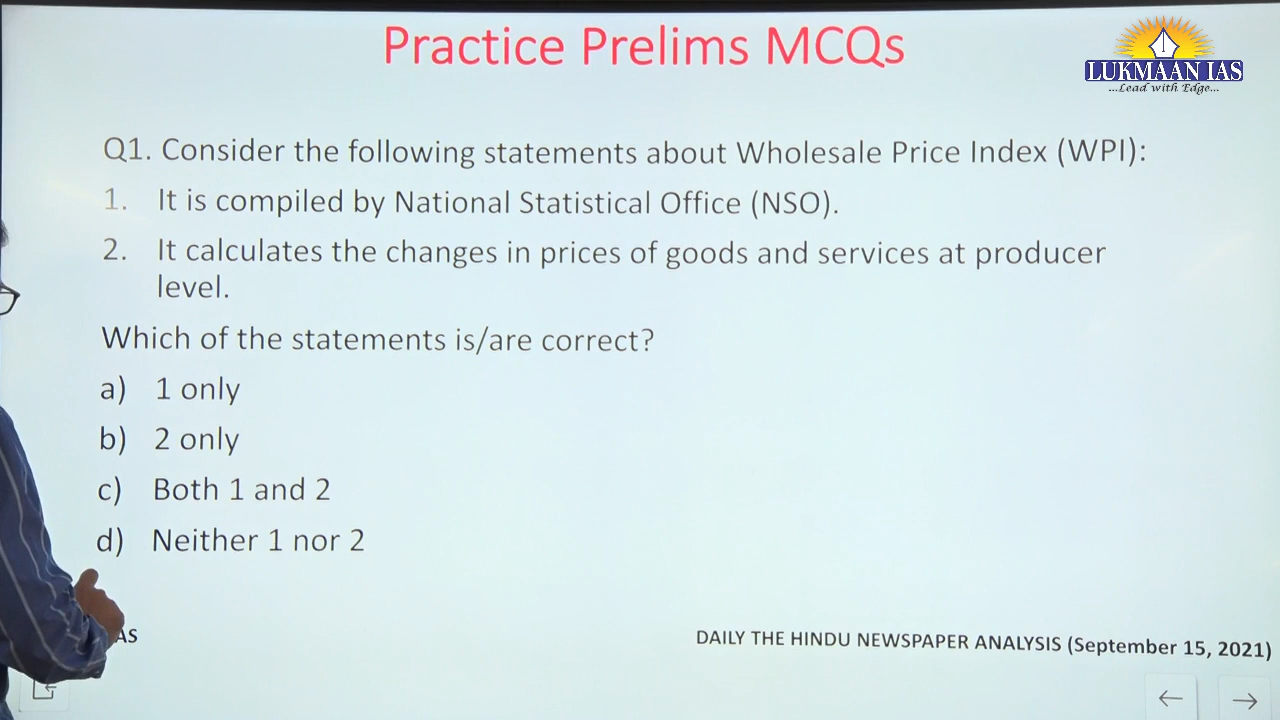 Practice Prelims MCQs
LUKMAAN IAS
...Lead with Edge...
Q1. Consider the following statements about Wholesale Price Index (WPI):
1. It is compiled by National Statistical Office (NSO).
2. It calculates the changes in prices of goods and services at producer
level.
Which of the statements is/are correct?
a) 1 only
b) 2 only
c) Both 1 and 2
d) Neither 1 nor 2
AS
DAILY THE HINDU NEWSPAPER ANALYSIS (September 15, 2021)